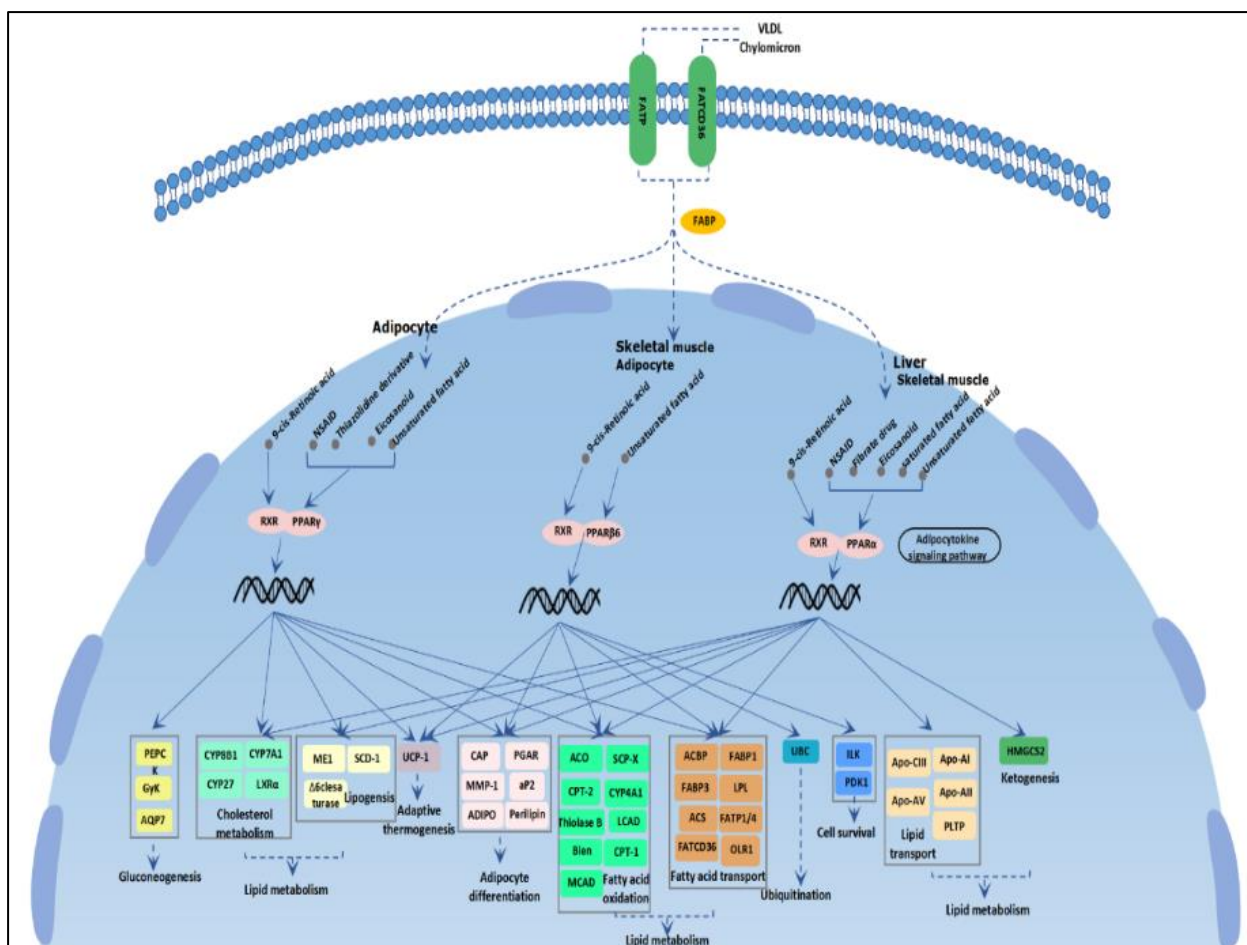 VLDL
Chylomicron
FATP
FATCD36
FABP
Adipocyte
9-cis-Retinoic acid
NSAID
Thiazolidine derivative
Eicosanoid
Unsaturated fatty acid
RXR
PPARγ
Skeletal muscle
Adipocyte
9-cis-Retinoic acid
Unsaturated fatty acid
RXR
PPARβ6
Liver
Skeletal muscle
9-cis-Retinoic acid
NSAID
Fibrate drug
Eicosanoid
saturated fatty acid
Unsaturated fatty acid
RXR
PPARα
Adipocytokine
signaling pathway
PEPC
K
GyK
AQP7
Gluconeogenesis
CYP8B1
CYP7A1
CYP27
LXRα
Cholesterol
metabolism
ME1
SCD-1
Δ6clesa
turase
Lipogensis
Lipid metabolism
UCP-1
Adaptive
thermogenesis
CAP
PGAR
MMP-1
aP2
ADIPO
Perilipin
Adipocyte
differentiation
ACO
SCP-X
CPT-2
CYP4A1
Thiolase B
LCAD
Bien
CPT-1
MCAD
Fatty acid
oxidation
ACBP
FABP1
FABP3
LPL
ACS
FATP1/4
FATCD36
OLR1
Fatty acid transport
Lipid metabolism
UBC
Ubiquitination
ILK
PDK1
Cell survival
Apo-CIII
Apo-AI
Apo-AV
Apo-AII
PLTP
Lipid
transport
Lipid metabolism
HMGCS2
Ketogenesis